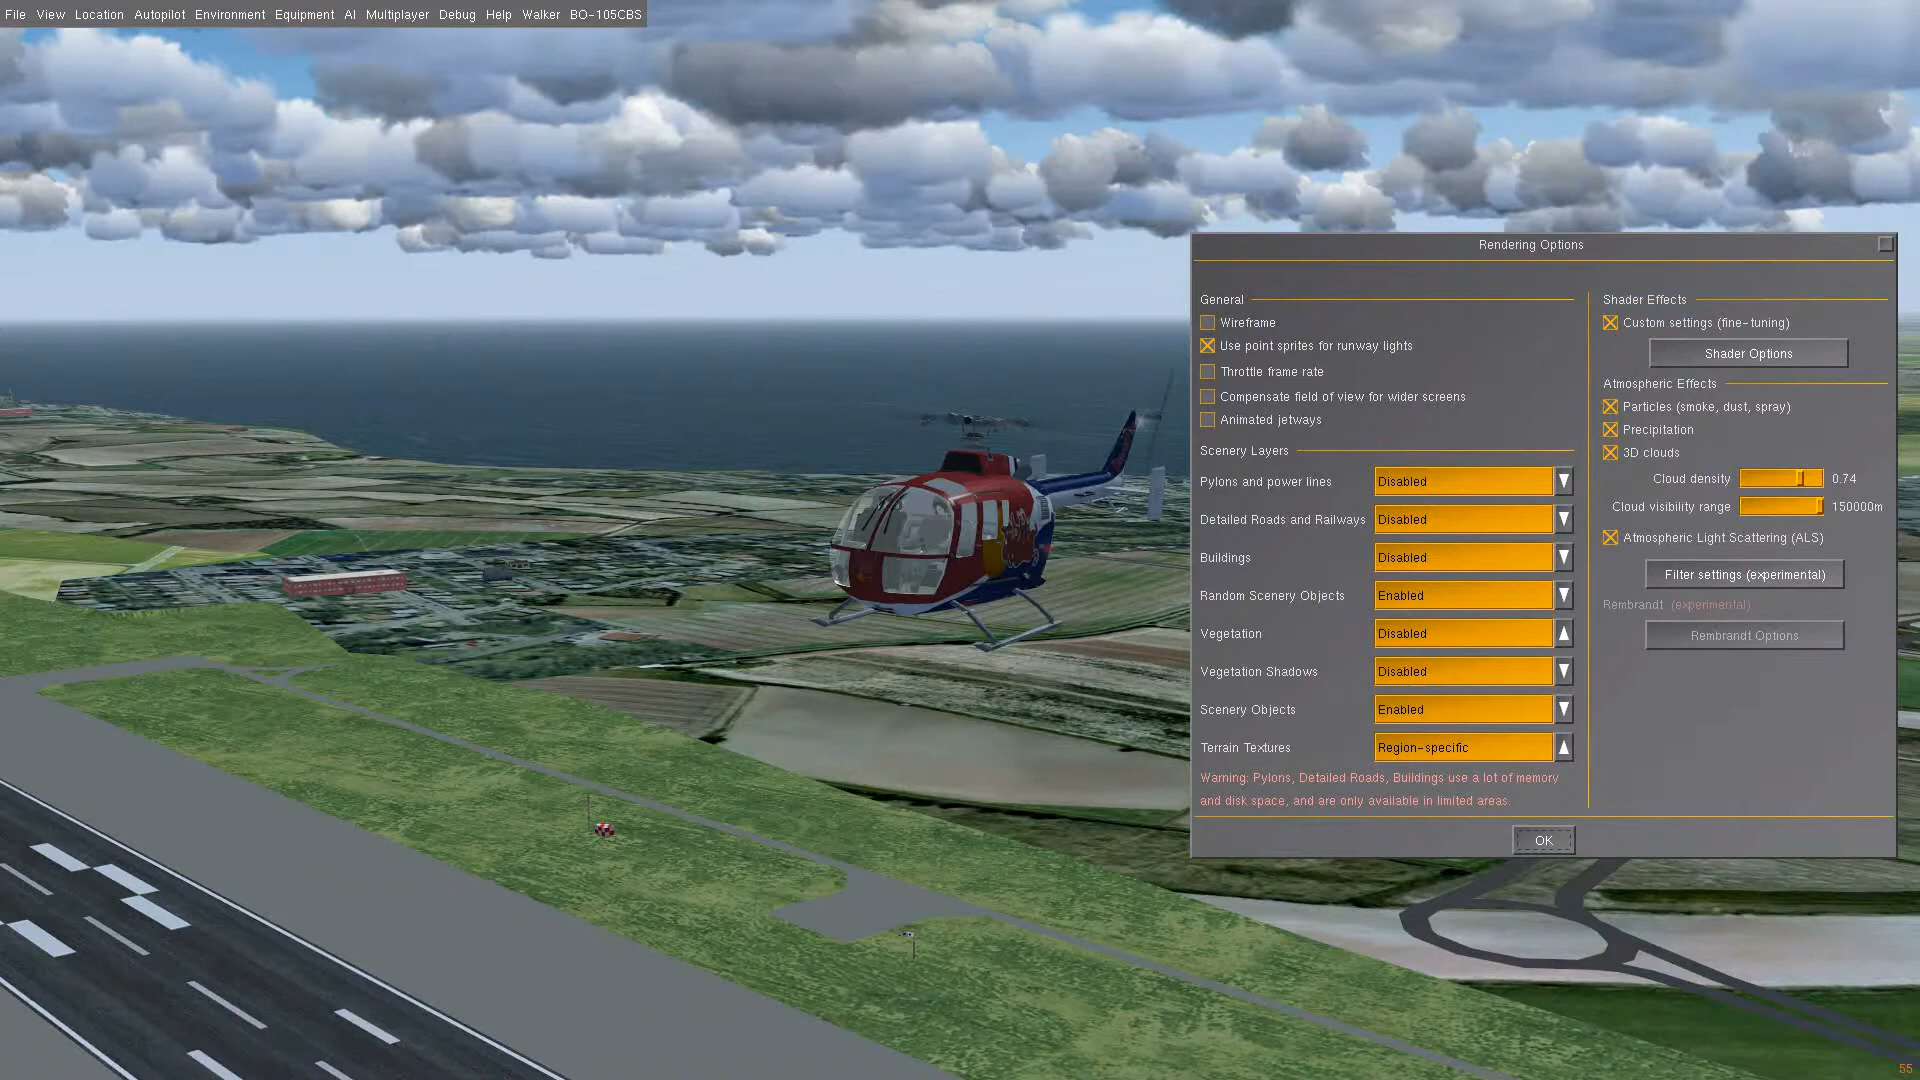 File View Location Autopilot Environment Equipment AI Multiplayer Debug Help Walker BO-105CBS
Rendering Options
General
Wireframe
Use point sprites for runway lights
Throttle frame rate
Compensate field of view for wider screens
Animated jetways
Scenery Layers
Pylons and power lines Disabled
Detailed Roads and Railways Disabled
Buildings Disabled
Random Scenery Objects Enabled
Vegetation Disabled
Vegetation Shadows Disabled
Scenery Objects Enabled
Terrain Textures Region-specific
Warning: Pylons, Detailed Roads, Buildings use a lot of memory
and disk space, and are only available in limited areas.
Shader Effects
Custom settings (fine-tuning)
Shader Options
Atmospheric Effects
Particles (smoke, dust, spray)
Precipitation
3D clouds
Cloud density 0.74
Cloud visibility range 150000m
Atmospheric Light Scattering (ALS)
Filter settings (experimental)
Rembrandt (experimental)
Rembrandt Options
OK
55